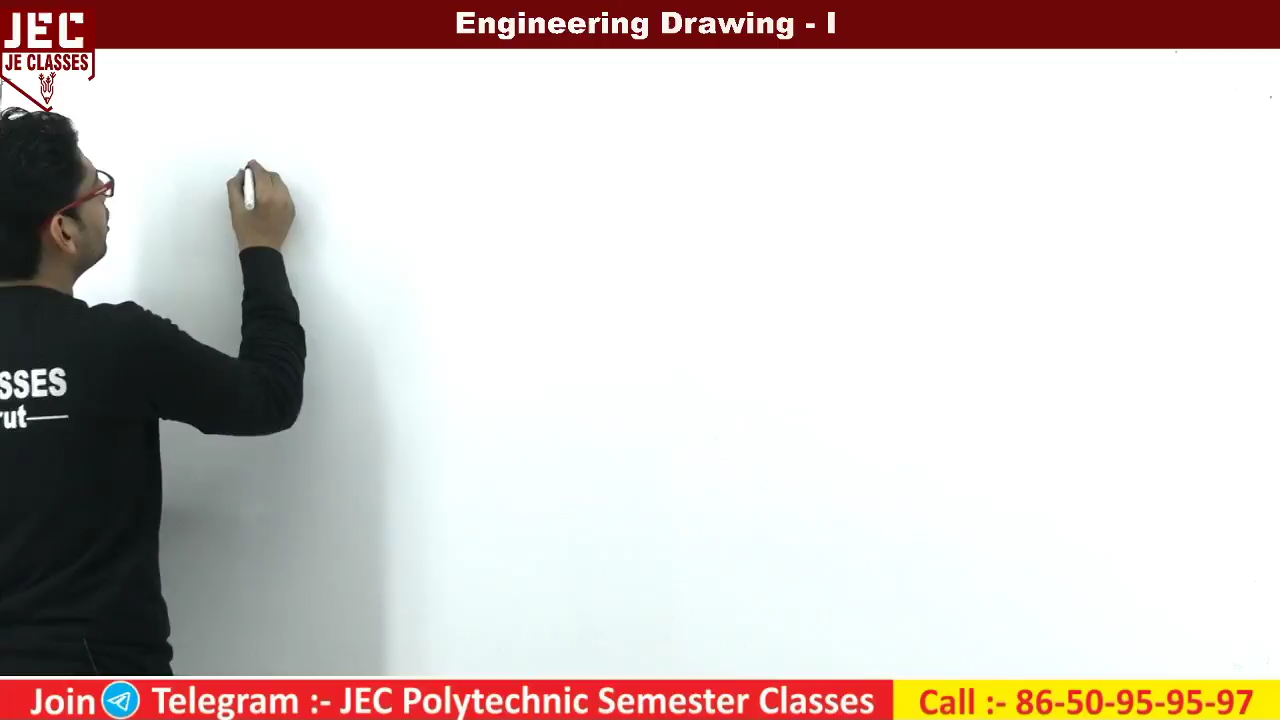 Engineering Drawing - I
JEC
JE CLASSES
SSES
rut
Join Telegram :- JEC Polytechnic Semester Classes
Call :- 86-50-95-95-97